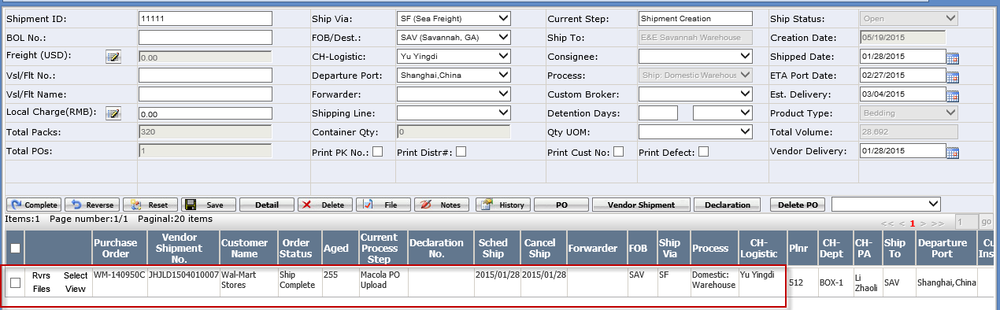 Shipment ID: 11111 Ship Via: SF (Sea Freight) Current Step: Shipment Creation Ship Status: Open
BOL No.: FOB/Dest.: SAV (Savannah, GA) Ship To: E&E Savannah Warehouse Creation Date: 05/19/2015
Freight (USD): 0.00 CH-Logistic: Yu Yingdi Consignee: Shipped Date: 01/28/2015
Vsl/Flt No.: Departure Port: Shanghai,China Process: Ship: Domestic Warehous ETA Port Date: 02/27/2015
Vsl/Flt Name: Forwarder: Custom Broker: Est. Delivery: 03/04/2015
Local Charge(RMB): 0.00 Shipping Line: Detention Days: Product Type: Bedding
Total Packs: 320 Container Qty: 0 Qty UOM: Total Volume: 28.692
Total POs: 1 Print PK No.: Print Distr#: Print Cust No: Print Defect: Vendor Delivery: 01/28/2015
Complete Reverse Reset Save Detail Delete File Notes History PO Vendor Shipment Declaration Delete PO
Items:1 Page number:1/1 Paginal:20 items << < 1 > >> 1 go
Purchase Order Vendor Shipment No. Customer Name Order Status Aged Current Process Step Declaration No. Sched Ship Cancel Ship Forwarder FOB Ship Via Process CH-Logistic Plnr CH-Dept CH-PA Ship To Departure Port Cu Ins
Rvrs Select WM-140950C JHJLD1504010007 Wal-Mart Ship 255 Macola PO 2015/01/28 2015/01/28 SAV SF Domestic: Yu Yingdi 512 BOX-1 Li SAV Shanghai,China
Files View Stores Complete Upload Warehouse Zhaoli